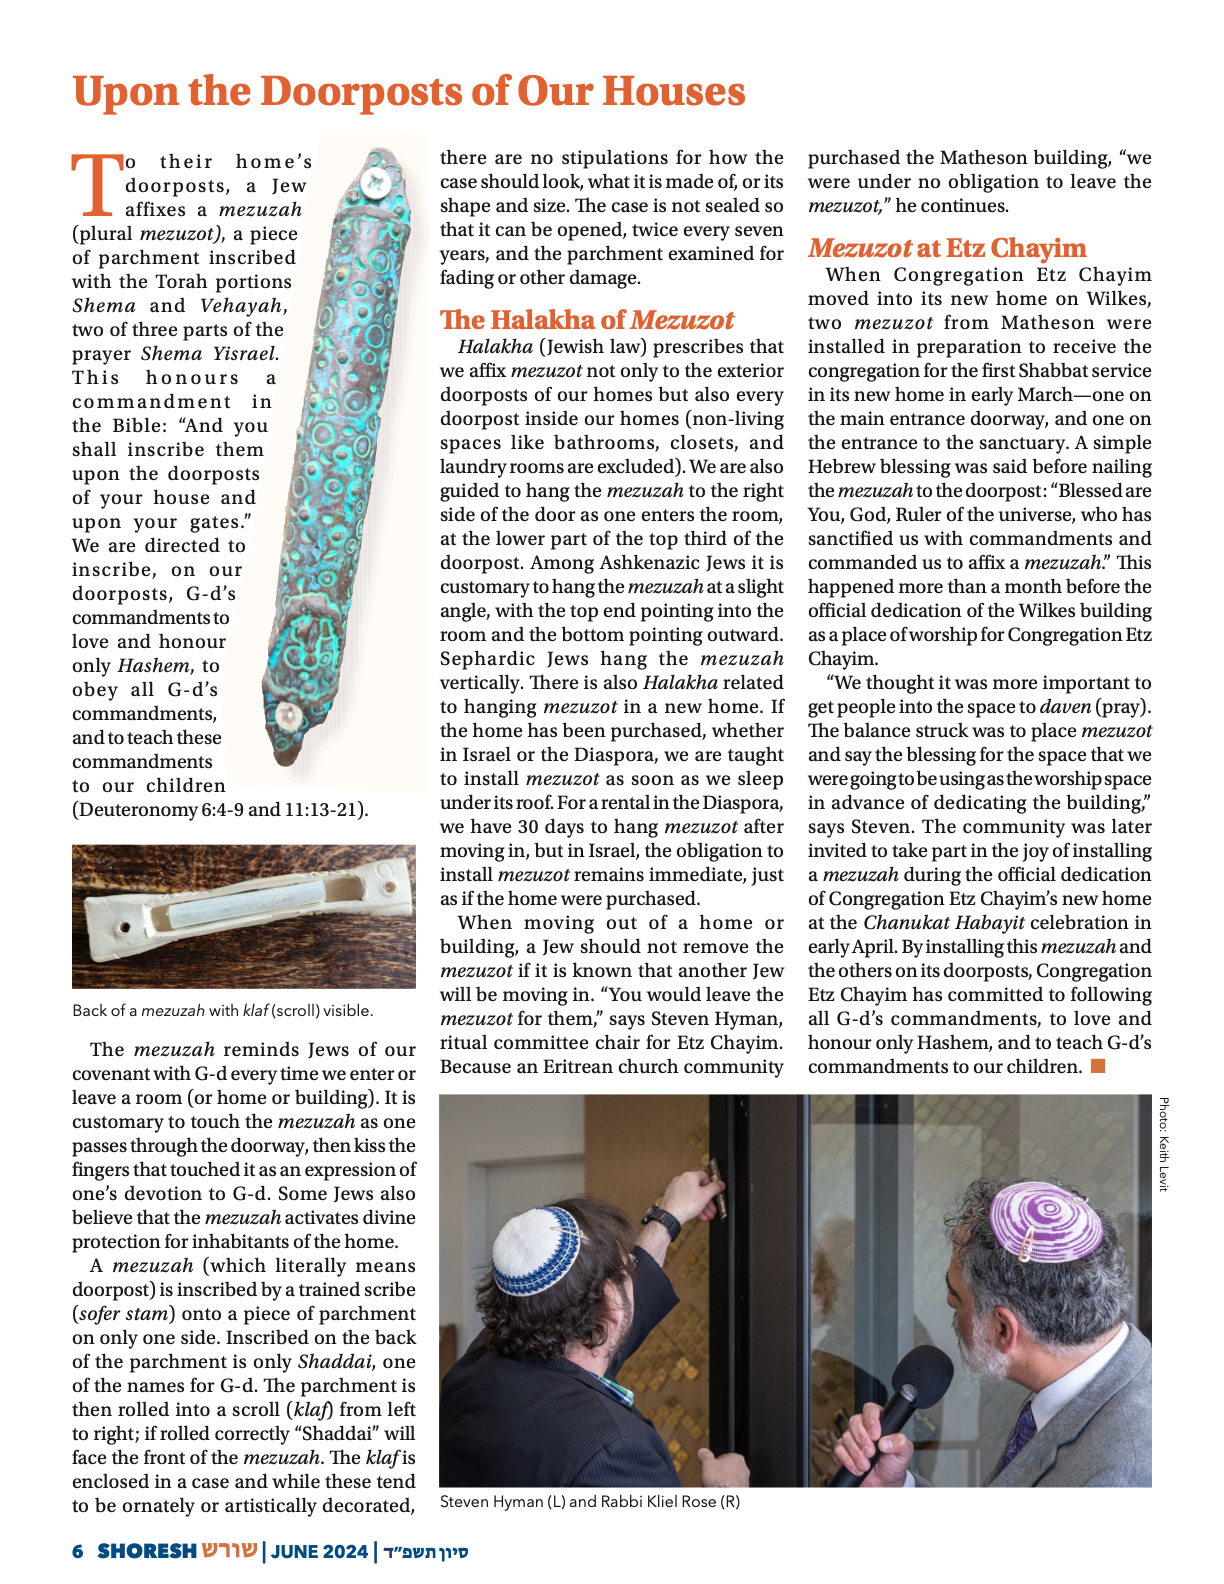 Upon the Doorposts of Our Houses
To their home's
doorposts, a Jew
affixes a mezuzah
(plural mezuzot), a piece
of parchment inscribed
with the Torah portions
Shema and Vehayah,
two of three parts of the
prayer Shema Yisrael.
This honours a
commandment in
the Bible: “And you
shall inscribe them
upon the doorposts
of your house and
upon your gates.”
We are directed to
inscribe, on our
doorposts, G-d’s
commandments to
love and honour
only Hashem, to
obey all G-d’s
commandments,
and to teach these
commandments
to our children
(Deuteronomy 6:4-9 and 11:13-21).
Back of a mezuzah with klaf (scroll) visible.
The mezuzah reminds Jews of our
covenant with G-d every time we enter or
leave a room (or home or building). It is
customary to touch the mezuzah as one
passes through the doorway, then kiss the
fingers that touched it as an expression of
one’s devotion to G-d. Some Jews also
believe that the mezuzah activates divine
protection for inhabitants of the home.
A mezuzah (which literally means
doorpost) is inscribed by a trained scribe
(sofer stam) onto a piece of parchment
on only one side. Inscribed on the back
of the parchment is only Shaddai, one
of the names for G-d. The parchment is
then rolled into a scroll (klaf) from left
to right; if rolled correctly “Shaddai” will
face the front of the mezuzah. The klaf is
enclosed in a case and while these tend
to be ornately or artistically decorated,
there are no stipulations for how the
case should look, what it is made of, or its
shape and size. The case is not sealed so
that it can be opened, twice every seven
years, and the parchment examined for
fading or other damage.
The Halakha of Mezuzot
Halakha (Jewish law) prescribes that
we affix mezuzot not only to the exterior
doorposts of our homes but also every
doorpost inside our homes (non-living
spaces like bathrooms, closets, and
laundry rooms are excluded). We are also
guided to hang the mezuzah to the right
side of the door as one enters the room,
at the lower part of the top third of the
doorpost. Among Ashkenazic Jews it is
customary to hang the mezuzah at a slight
angle, with the top end pointing into the
room and the bottom pointing outward.
Sephardic Jews hang the mezuzah
vertically. There is also Halakha related
to hanging mezuzot in a new home. If
the home has been purchased, whether
in Israel or the Diaspora, we are taught
to install mezuzot as soon as we sleep
under its roof. For a rental in the Diaspora,
we have 30 days to hang mezuzot after
moving in, but in Israel, the obligation to
install mezuzot remains immediate, just
as if the home were purchased.
When moving out of a home or
building, a Jew should not remove the
mezuzot if it is known that another Jew
will be moving in. “You would leave the
mezuzot for them,” says Steven Hyman,
ritual committee chair for Etz Chayim.
Because an Eritrean church community
purchased the Matheson building, “we
were under no obligation to leave the
mezuzot,” he continues.
Mezuzot at Etz Chayim
When Congregation Etz Chayim
moved into its new home on Wilkes,
two mezuzot from Matheson were
installed in preparation to receive the
congregation for the first Shabbat service
in its new home in early March—one on
the main entrance doorway, and one on
the entrance to the sanctuary. A simple
Hebrew blessing was said before nailing
the mezuzah to the doorpost: “Blessed are
You, God, Ruler of the universe, who has
sanctified us with commandments and
commanded us to affix a mezuzah.” This
happened more than a month before the
official dedication of the Wilkes building
as a place of worship for Congregation Etz
Chayim.
“We thought it was more important to
get people into the space to daven (pray).
The balance struck was to place mezuzot
and say the blessing for the space that we
were going to be using as the worship space
in advance of dedicating the building,”
says Steven. The community was later
invited to take part in the joy of installing
a mezuzah during the official dedication
of Congregation Etz Chayim’s new home
at the Chanukat Habayit celebration in
early April. By installing this mezuzah and
the others on its doorposts, Congregation
Etz Chayim has committed to following
all G-d’s commandments, to love and
honour only Hashem, and to teach G-d’s
commandments to our children.
Photo: Keith Levit
Steven Hyman (L) and Rabbi Kliel Rose (R)
6 SHORESH שורש | JUNE 2024 | סיון תשפ״ד